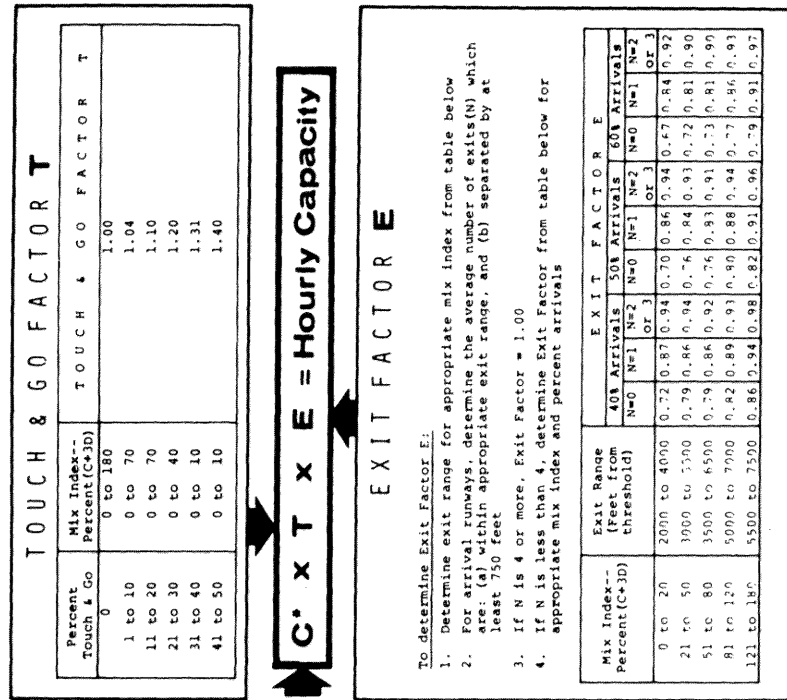 TOUCH & GO FACTOR T
Percent Touch & Go | Mix Index-- Percent(C+3D) | TOUCH & GO FACTOR T
0 | 0 to 180 | 1.00
1 to 10 | 0 to 70 | 1.04
11 to 20 | 0 to 70 | 1.10
21 to 30 | 0 to 40 | 1.20
31 to 40 | 0 to 10 | 1.31
41 to 50 | 0 to 10 | 1.40
C* X T X E = Hourly Capacity
EXIT FACTOR E
To determine Exit Factor E:
1. Determine exit range for appropriate mix index from table below
2. For arrival runways, determine the average number of exits(N) which
are: (a) within appropriate exit range, and (b) separated by at
least 750 feet
3. If N is 4 or more, Exit Factor = 1.00
4. If N is less than 4, determine Exit Factor from table below for
appropriate mix index and percent arrivals
Mix Index-- Percent(C+3D) | Exit Range (Feet from threshold) | EXIT FACTOR E
40% Arrivals | 50% Arrivals | 60% Arrivals
N=0 | N=1 | N=2 or 3 | N=0 | N=1 | N=2 or 3 | N=0 | N=1 | N=2 or 3
0 to 20 | 2000 to 4000 | 0.72 | 0.87 | 0.94 | 0.70 | 0.86 | 0.94 | 0.67 | 0.84 | 0.92
21 to 50 | 3000 to | 0.79 | 0.86 | 0.94 | 0.76 | 0.84 | 0.93 | 0.72 | 0.81 | 0.90
51 to 80 | 3500 to 6500 | 0.79 | 0.86 | 0.92 | 0.76 | 0.83 | 0.91 | 0.73 | 0.81 | 0.90
81 to 120 | 5000 to 7000 | 0.82 | 0.89 | 0.93 | 0.80 | 0.88 | 0.94 | 0.77 | 0.86 | 0.93
121 to 180 | 5500 to 7500 | 0.86 | 0.94 | 0.98 | 0.82 | 0.91 | 0.96 | 0.79 | 0.91 | 0.97